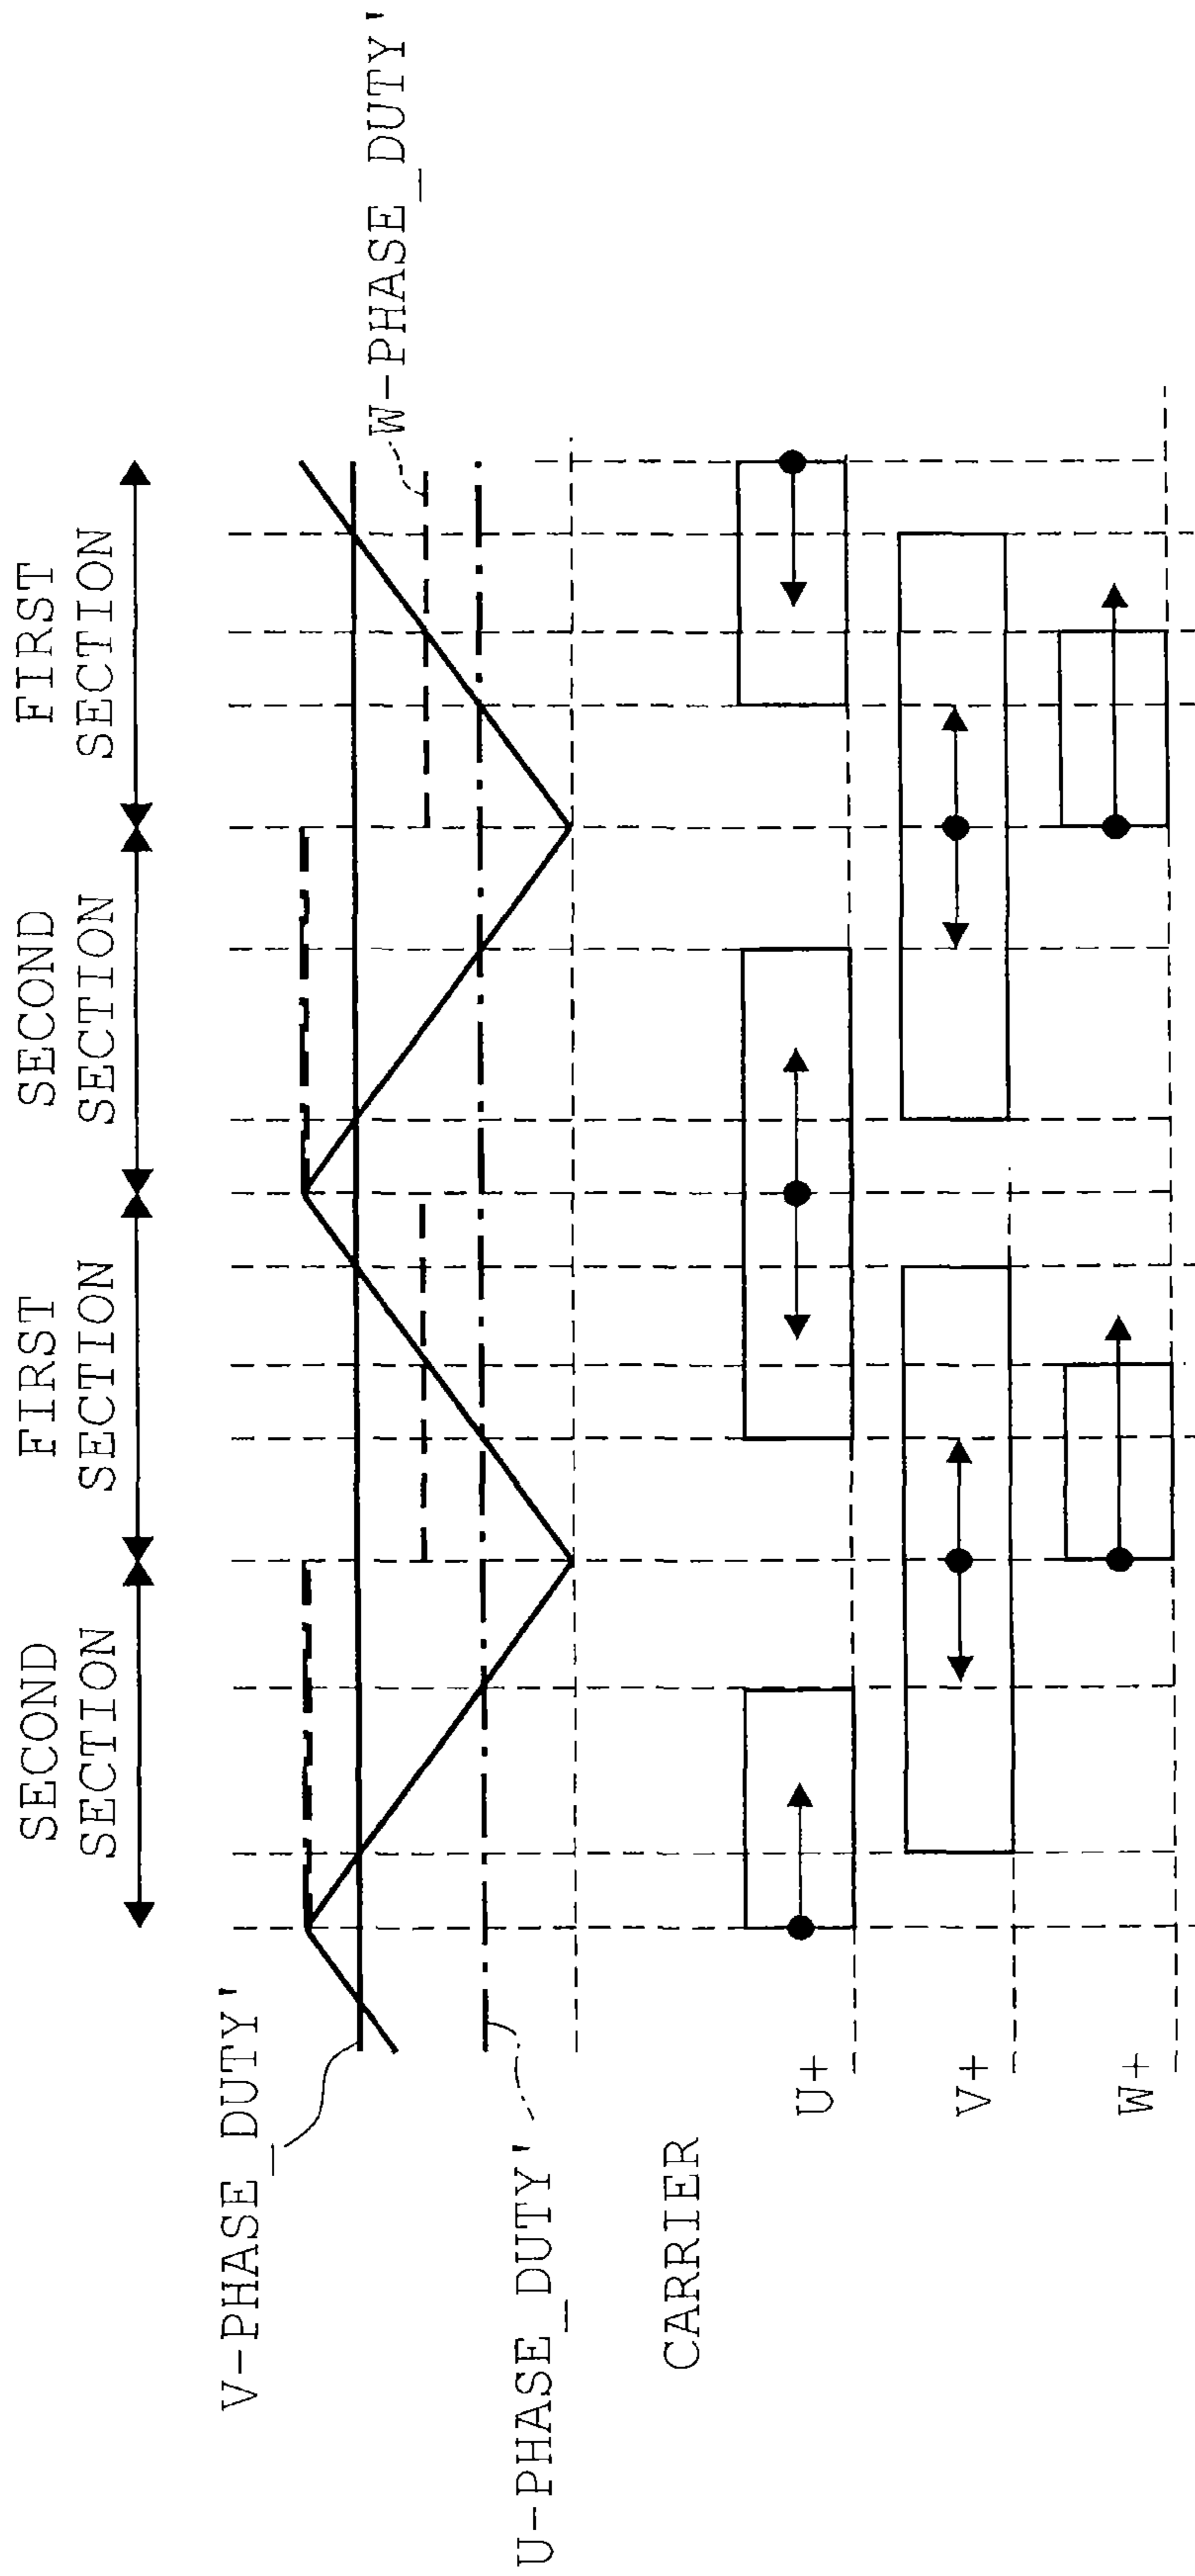 SECOND
SECTION
FIRST
SECTION
SECOND
SECTION
FIRST
SECTION
V-PHASE_DUTY'
W-PHASE_DUTY'
U-PHASE_DUTY'
CARRIER
U+
V+
W+